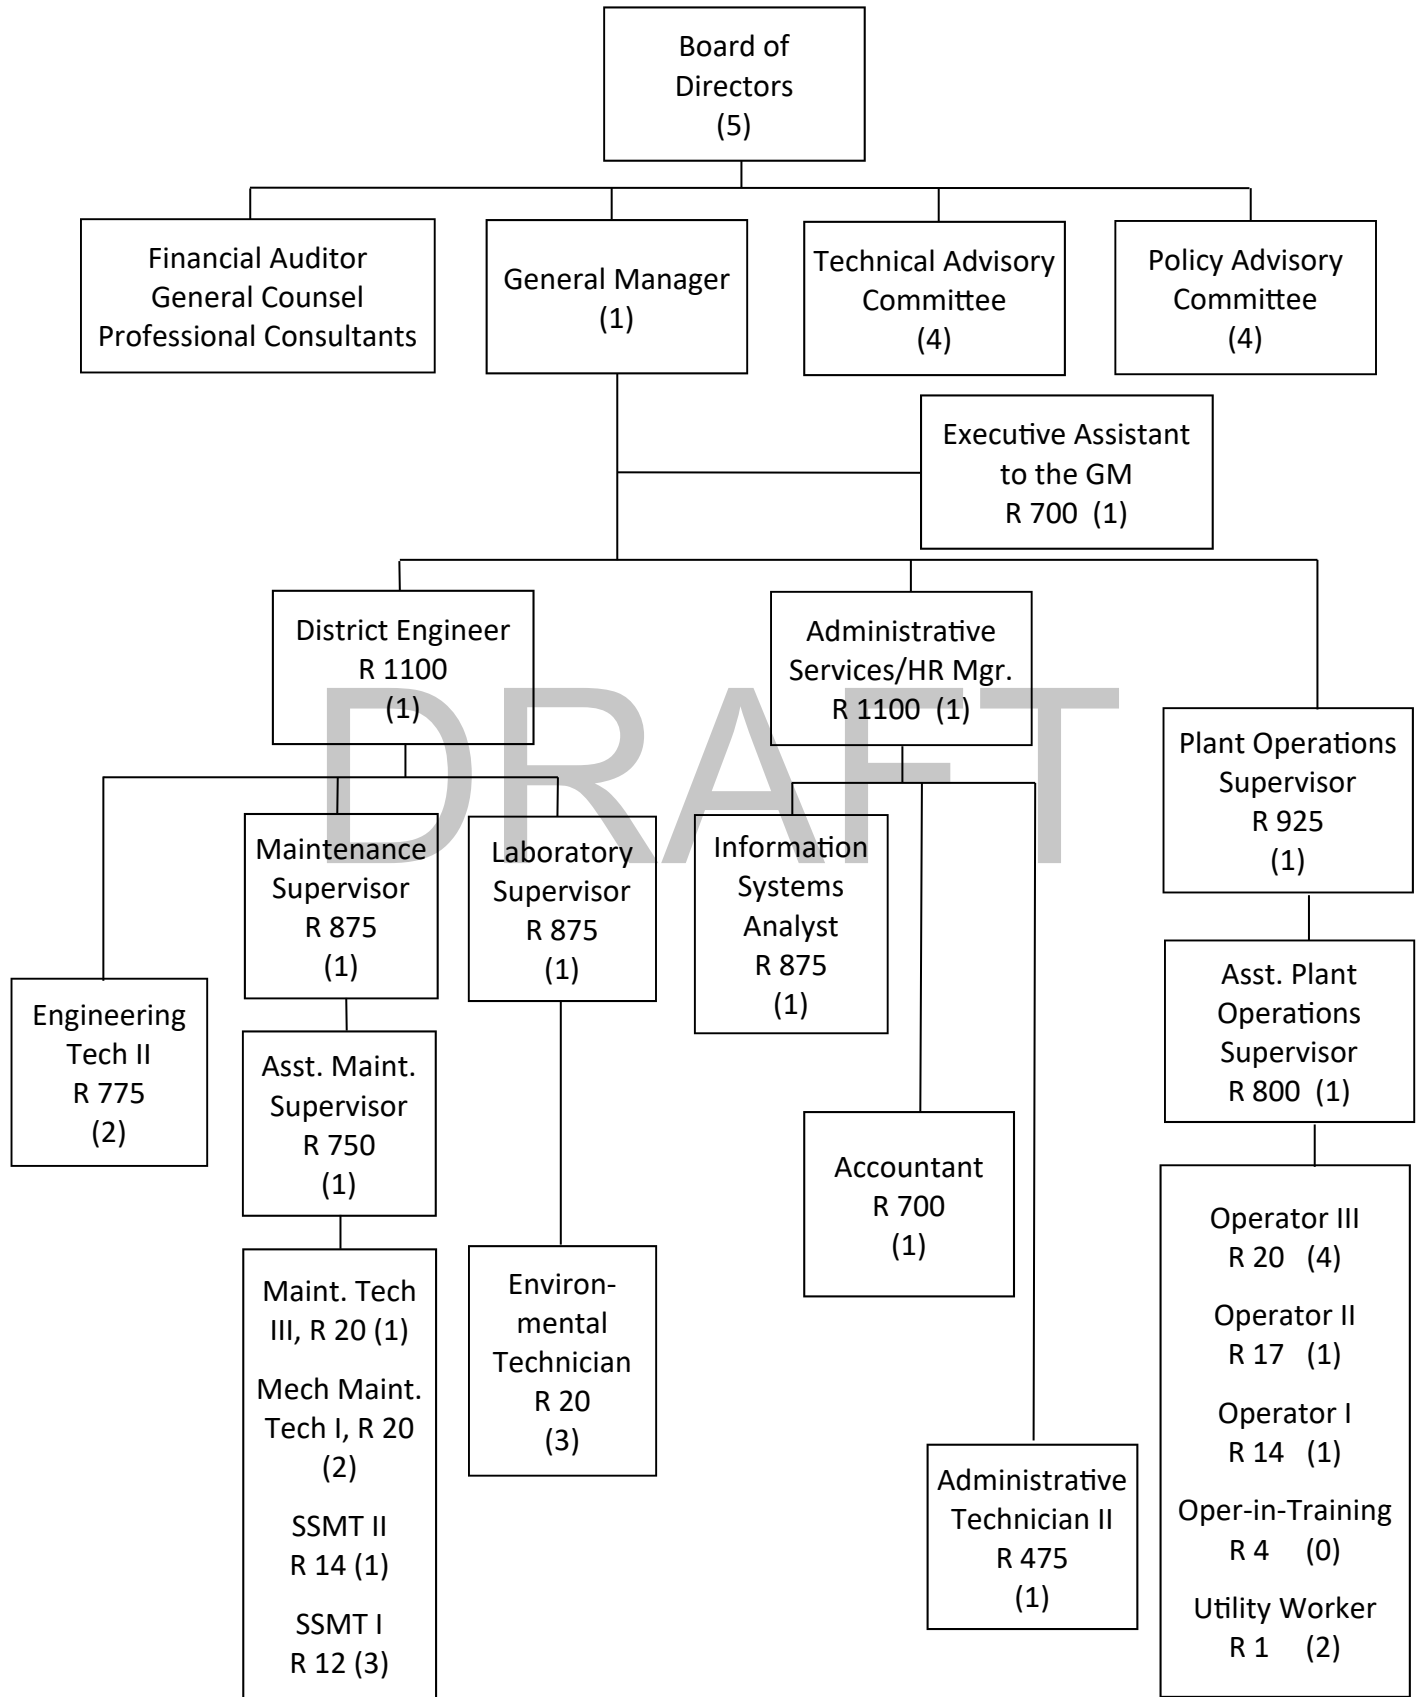 Board of
Directors
(5)
Financial Auditor
General Counsel
Professional Consultants
General Manager
(1)
Technical Advisory
Committee
(4)
Policy Advisory
Committee
(4)
Executive Assistant
to the GM
R 700 (1)
District Engineer
R 1100
(1)
Administrative
Services/HR Mgr.
R 1100 (1)
Plant Operations
Supervisor
R 925
(1)
DRAFT
Engineering
Tech II
R 775
(2)
Maintenance
Supervisor
R 875
(1)
Laboratory
Supervisor
R 875
(1)
Information
Systems
Analyst
R 875
(1)
Asst. Plant
Operations
Supervisor
R 800 (1)
Asst. Maint.
Supervisor
R 750
(1)
Accountant
R 700
(1)
Maint. Tech
III, R 20 (1)
Mech Maint.
Tech I, R 20
(2)
SSMT II
R 14 (1)
SSMT I
R 12 (3)
Environ-
mental
Technician
R 20
(3)
Administrative
Technician II
R 475
(1)
Operator III
R 20 (4)
Operator II
R 17 (1)
Operator I
R 14 (1)
Oper-in-Training
R 4 (0)
Utility Worker
R 1 (2)